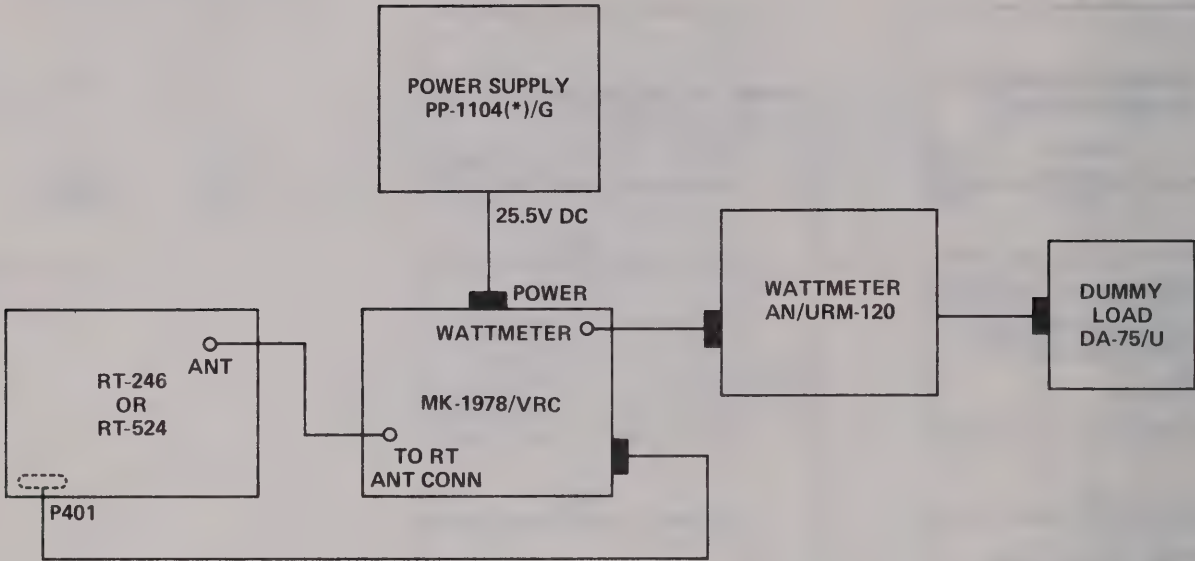 POWER SUPPLY
PP-1104(*)/G
25.5V DC
POWER
WATTMETER
ANT
RT-246
OR
RT-524
MK-1978/VRC
TO RT
ANT CONN
P401
WATTMETER
AN/URM-120
DUMMY
LOAD
DA-75/U